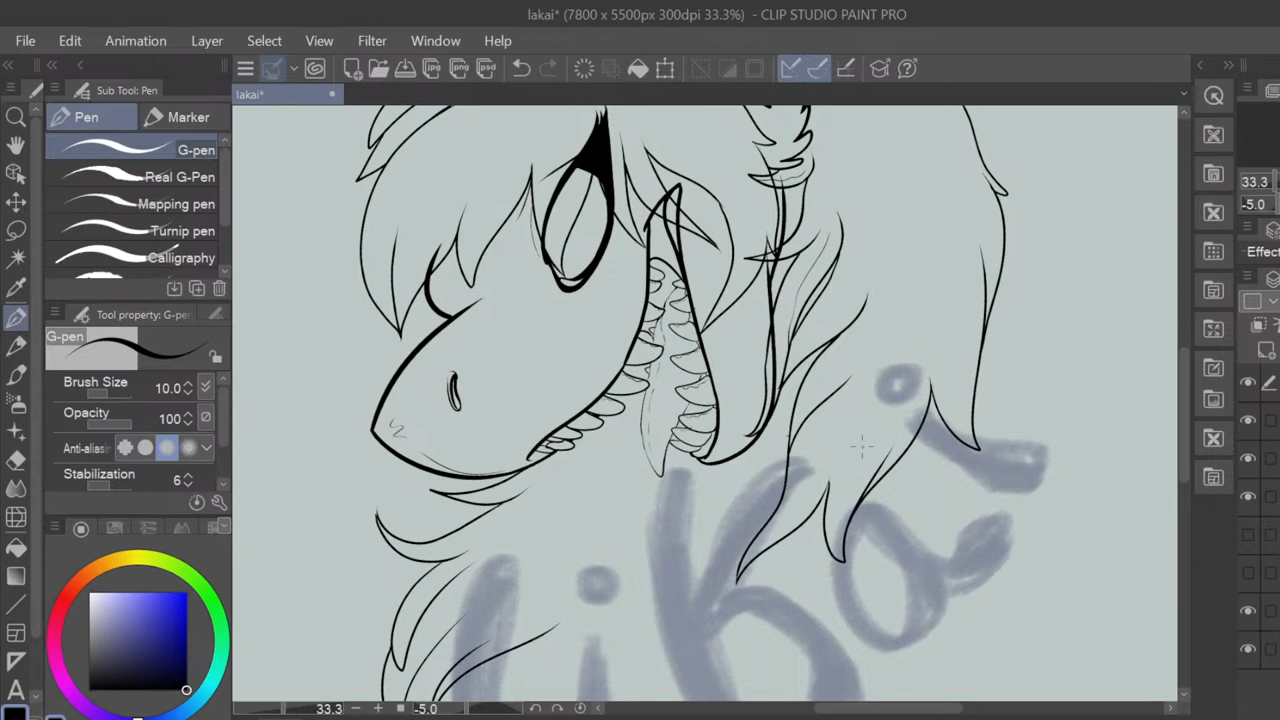 lakai* (7800 x 5500px 300dpi 33.3%) - CLIP STUDIO PAINT PRO
File Edit Animation Layer Select View Filter Window Help
Sub Tool: Pen
lakai*
Pen Marker
G-pen
Real G-Pen
Mapping pen
Turnip pen
Calligraphy
33.3
-5.0
Effect
Tool property: G-pen
G-pen
Brush Size 10.0
Opacity 100
Anti-aliasin
Stabilization 6
likai
33.3 -5.0